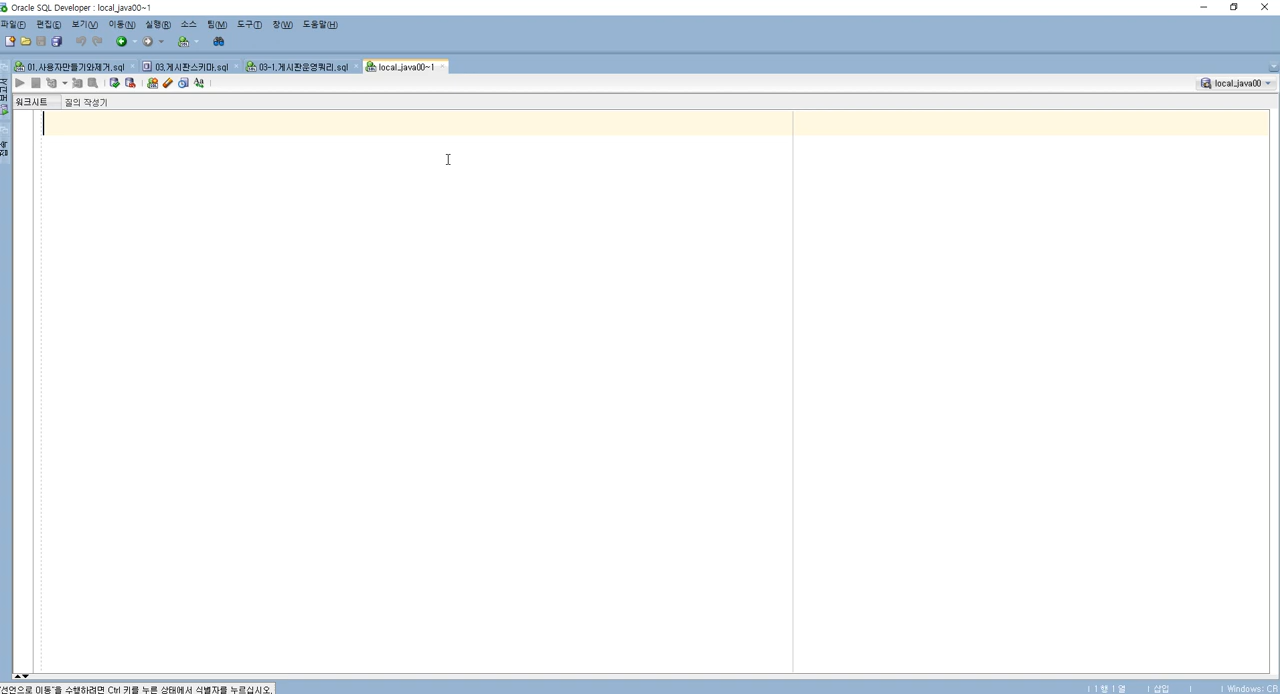 Oracle SQL Developer : local_java00~1
파일(F) 편집(E) 보기(V) 이동(N) 실행(R) 소스 팀(M) 도구(T) 창(W) 도움말(H)
01.사용자만들기와제거.sql 03.게시판스키마.sql 03-1.게시판운영쿼리.sql local_java00~1
local_java00
워크시트 질의 작성기
접속
"선언으로 이동"을 수행하려면 Ctrl 키를 누른 상태에서 식별자를 누르십시오.
1 행 1 열 삽입 Windows: CR